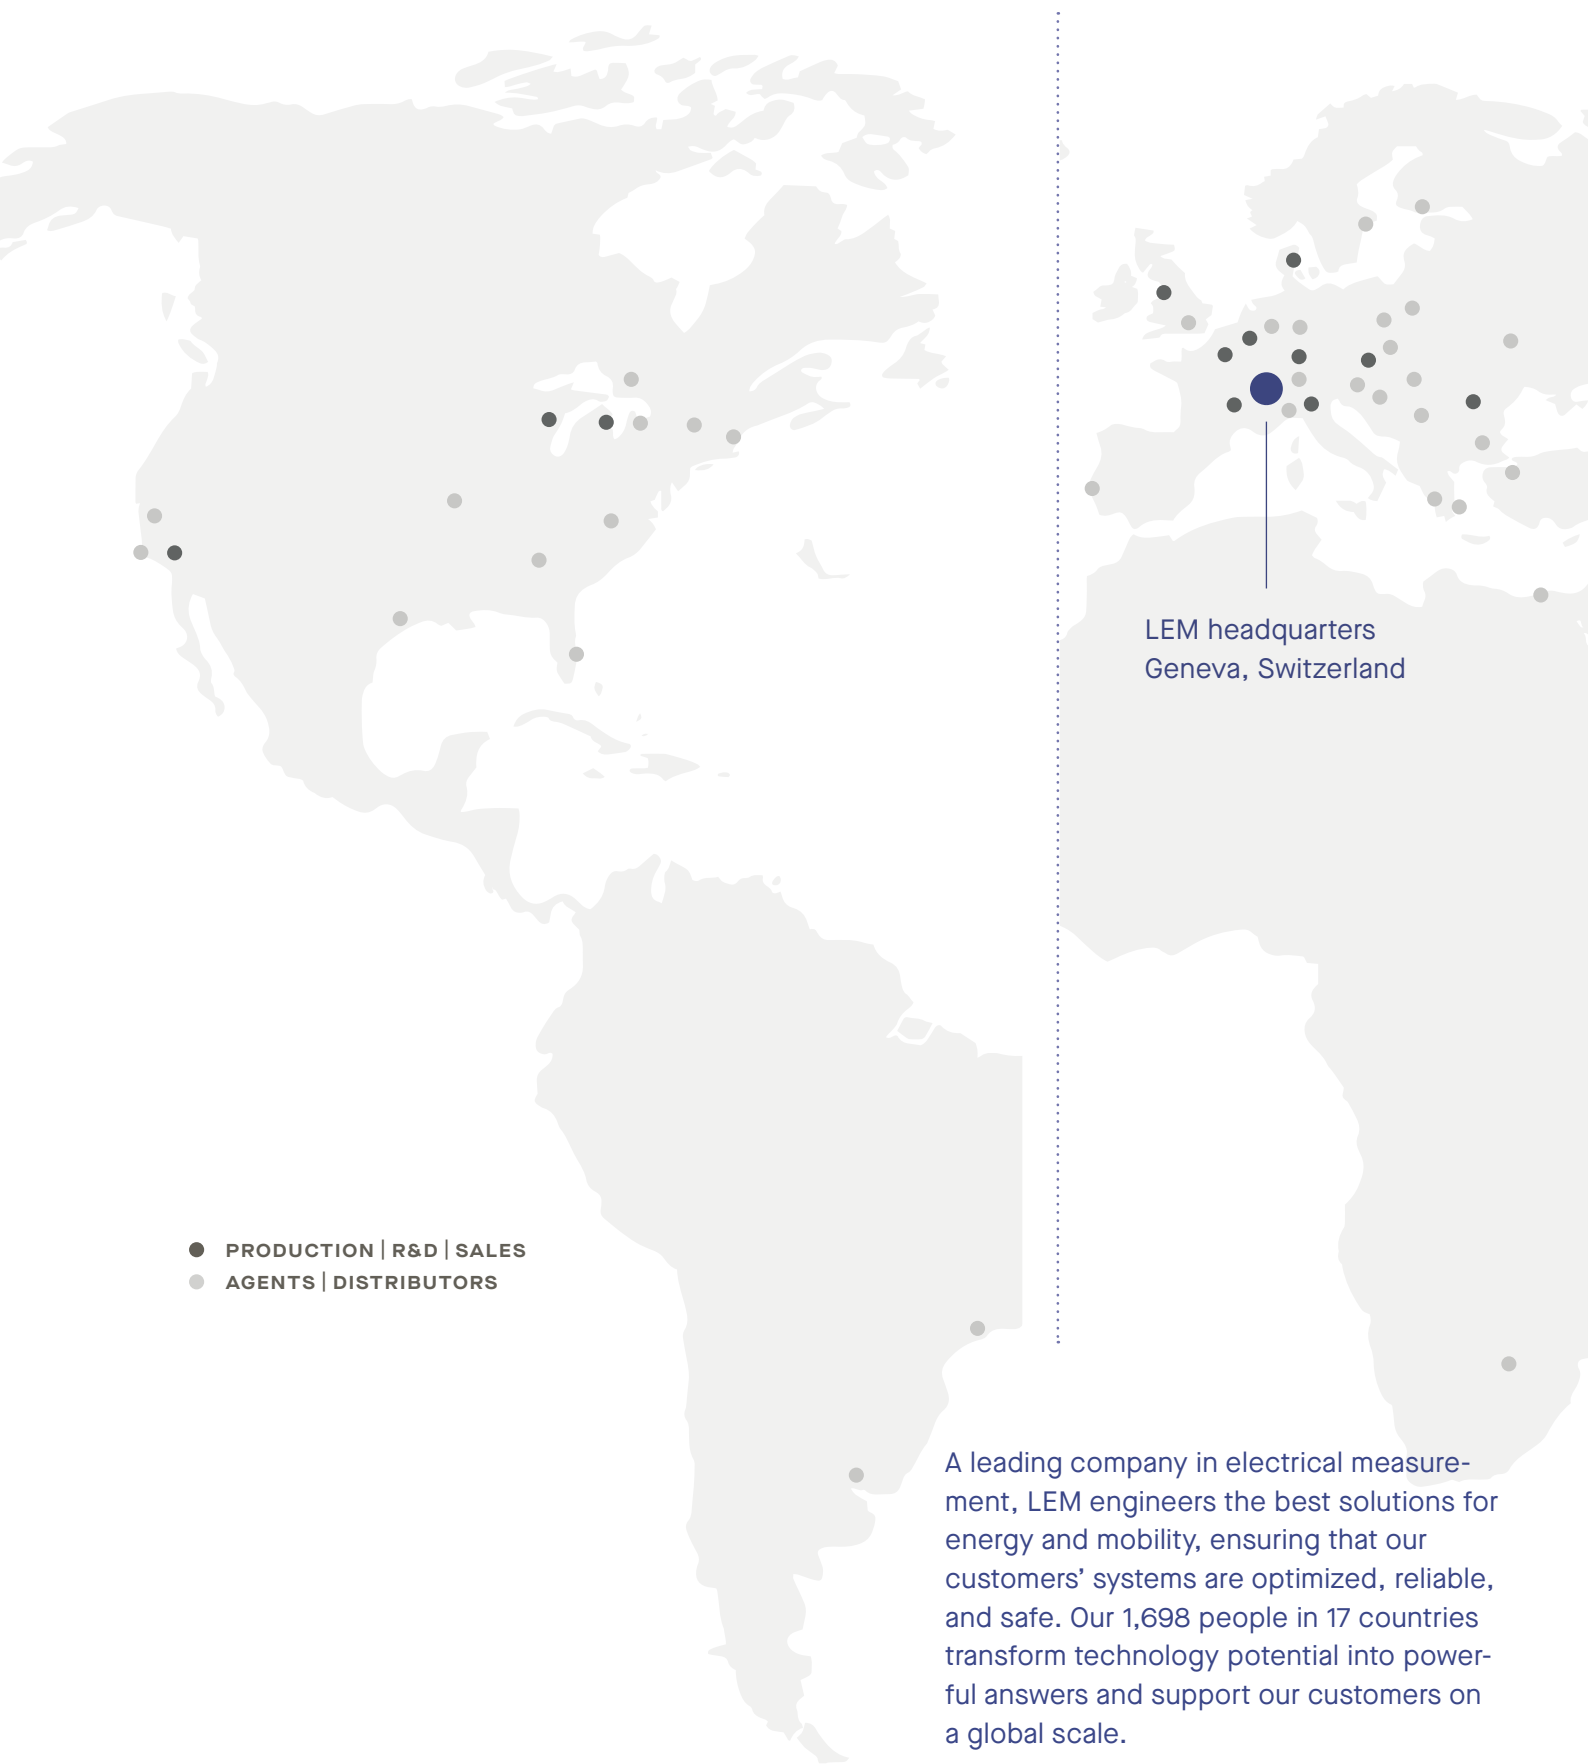 LEM headquarters
Geneva, Switzerland
PRODUCTION | R&D | SALES
AGENTS | DISTRIBUTORS
A leading company in electrical measure-
ment, LEM engineers the best solutions for
energy and mobility, ensuring that our
customers’ systems are optimized, reliable,
and safe. Our 1,698 people in 17 countries
transform technology potential into power-
ful answers and support our customers on
a global scale.